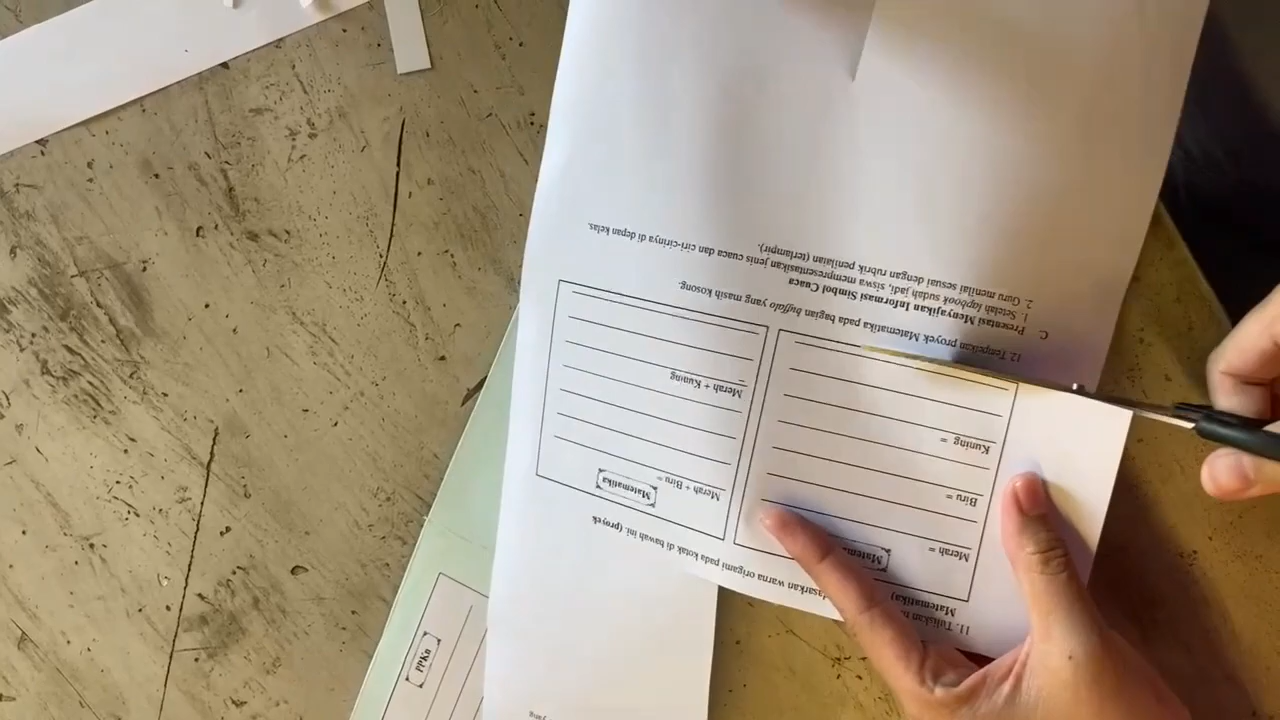 11. Tuliskan
dasarkan warna origami pada kotak di bawah ini. (proyek
Matematika)
Matematika
Merah =
Biru =
Kuning =
Matematika
Merah + Biru =
Merah + Kuning
=
12. Tempelkan proyek Matematika pada bagian buffalo yang masih kosong.
C Presentasi Menyajikan Informasi Simbol Cuaca
1. Setelah lapbook sudah jadi, siswa mempresentasikan jenis cuaca dan ciri-cirinya di depan kelas.
2. Guru menilai sesuai dengan rubrik penilaian (terlampir).
PPKn
yang